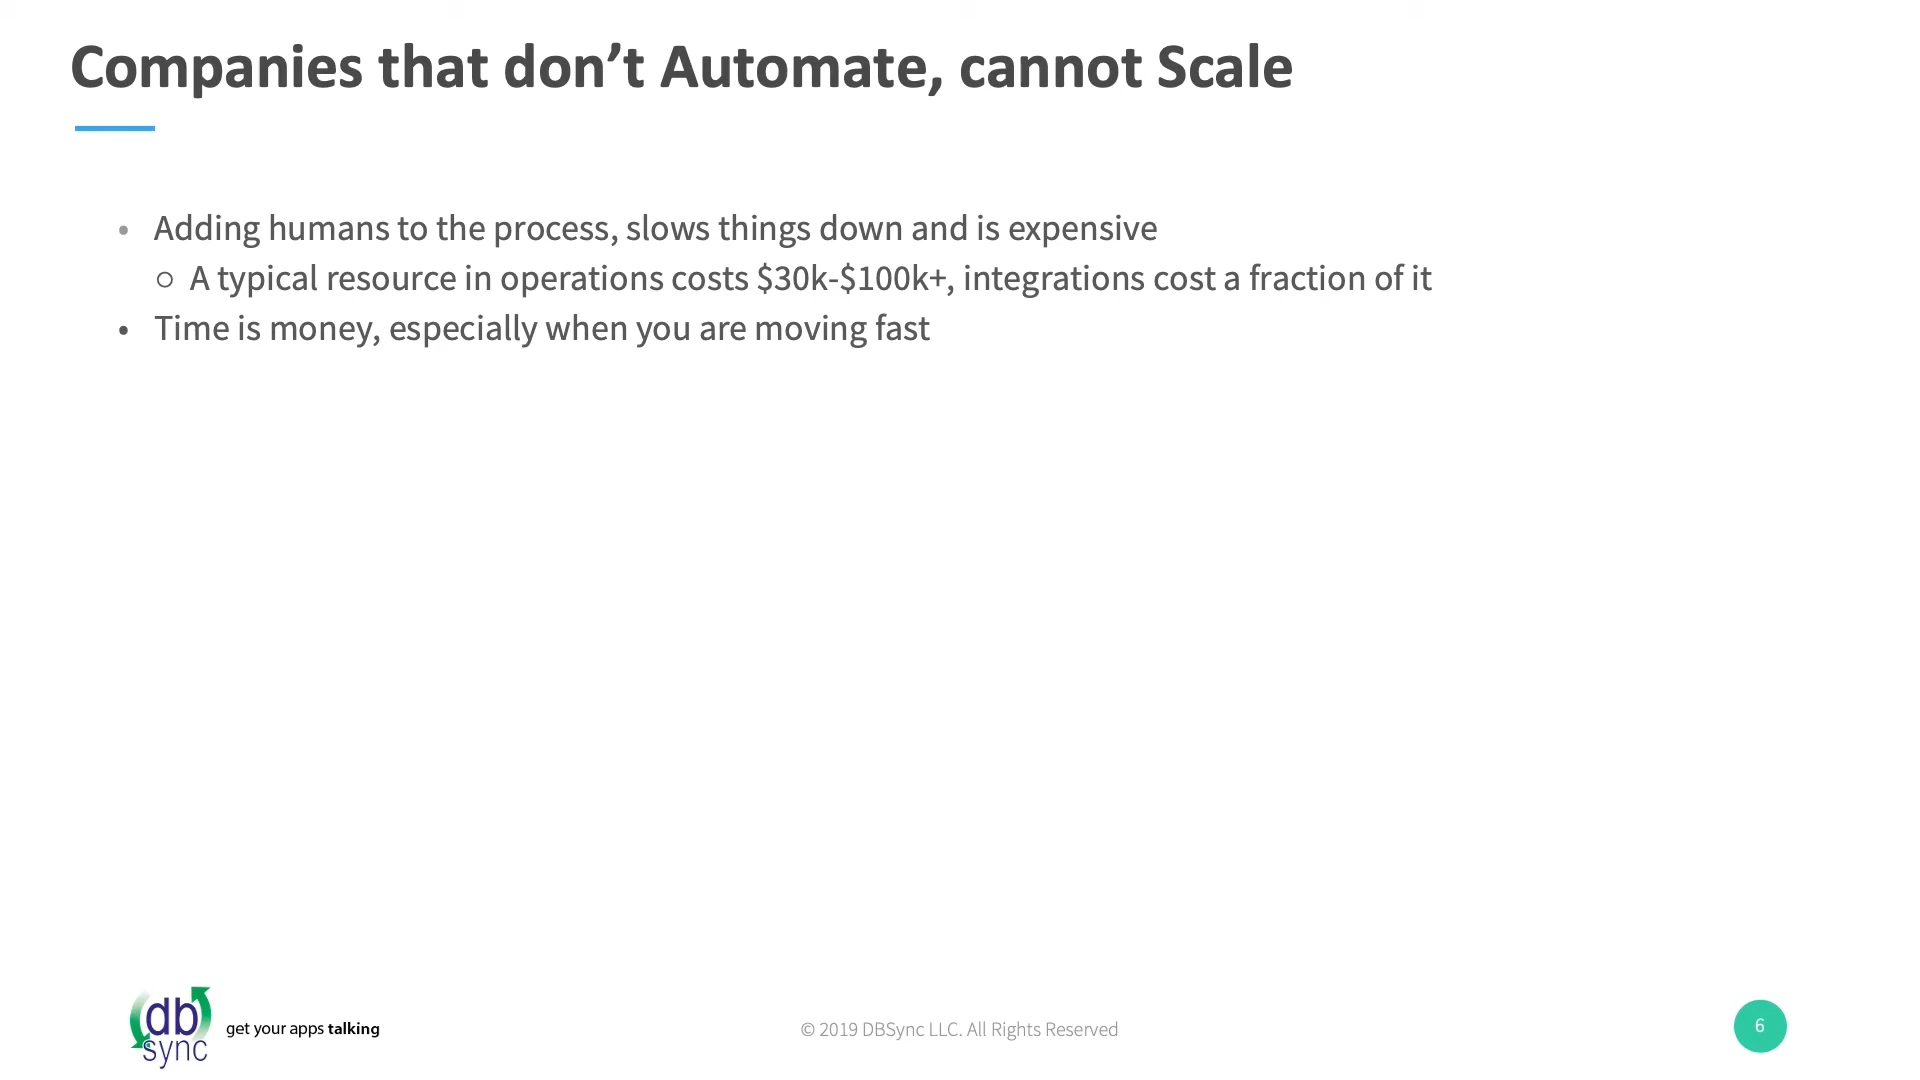 Companies that don’t Automate, cannot Scale
• Adding humans to the process, slows things down and is expensive
○ A typical resource in operations costs $30k-$100k+, integrations cost a fraction of it
• Time is money, especially when you are moving fast
db
sync
get your apps talking
© 2019 DBSync LLC. All Rights Reserved
6